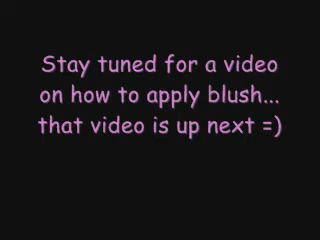 Stay tuned for a video
on how to apply blush...
that video is up next =)